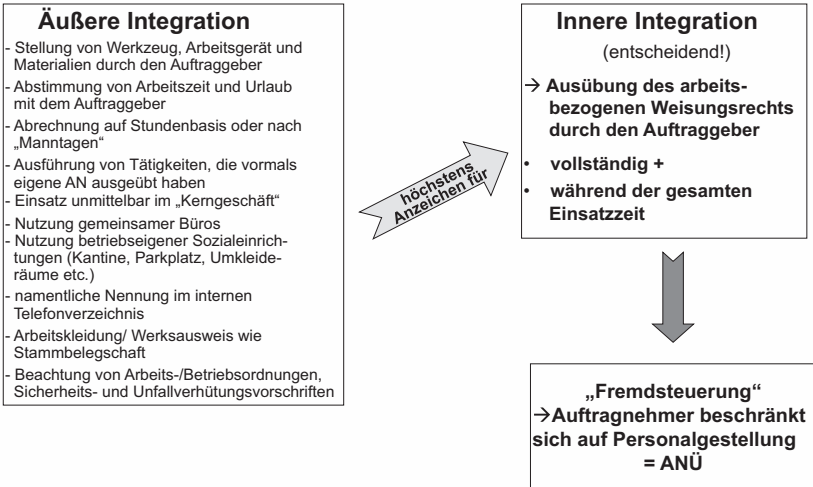 Äußere Integration
- Stellung von Werkzeug, Arbeitsgerät und
Materialien durch den Auftraggeber
- Abstimmung von Arbeitszeit und Urlaub
mit dem Auftraggeber
- Abrechnung auf Stundenbasis oder nach
„Manntagen“
- Ausführung von Tätigkeiten, die vormals
eigene AN ausgeübt haben
- Einsatz unmittelbar im „Kerngeschäft“
- Nutzung gemeinsamer Büros
- Nutzung betriebseigener Sozialeinrich-
tungen (Kantine, Parkplatz, Umkleide-
räume etc.)
- namentliche Nennung im internen
Telefonverzeichnis
- Arbeitskleidung/ Werksausweis wie
Stammbelegschaft
- Beachtung von Arbeits-/Betriebsordnungen,
Sicherheits- und Unfallverhütungsvorschriften
höchstens
Anzeichen für
Innere Integration
(entscheidend!)
→ Ausübung des arbeits-
bezogenen Weisungsrechts
durch den Auftraggeber
• vollständig +
• während der gesamten
Einsatzzeit
„Fremdsteuerung“
→Auftragnehmer beschränkt
sich auf Personalgestellung
= ANÜ